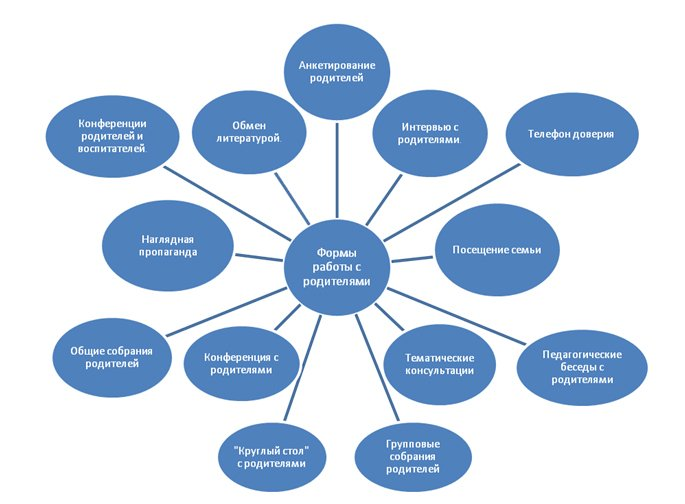 Анкетирование
родителей
Конференции
родителей и
воспитателей.
Обмен
литературой.
Интервью с
родителями.
Телефон доверия
Наглядная
пропаганда
Формы
работы с
родителями
Посещение семьи
Общие собрания
родителей
Конференция с
родителями
Тематические
консультации
Педагогические
беседы с
родителями
"Круглый стол"
с родителями
Групповые
собрания
родителей